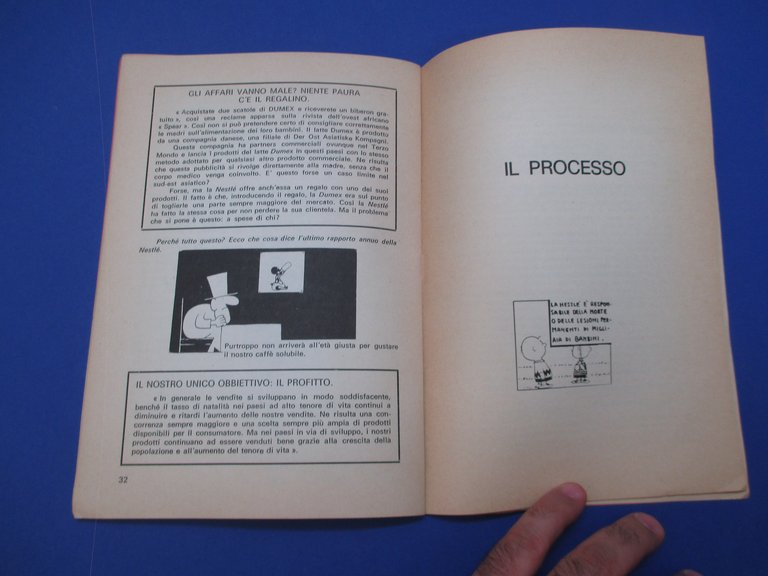 GLI AFFARI VANNO MALE? NIENTE PAURA
C'E IL REGALINO.
« Acquistate due scatole di DUMEX e riceverete un biberon gra-
tuito », così una reclame apparsa sulla rivista dell'ovest africano
« Spear ». Così non si può pretendere certo di consigliare correttamente
le madri sull'alimentazione dei loro bambini. Il latte Dumex è prodotto
da una compagnia danese, una filiale di Der Ost Asiatiske Kompagni.
Questa compagnia ha partners commerciali ovunque nel Terzo
Mondo e lancia i prodotti del latte Dumex in questi paesi con lo stesso
metodo adottato per qualsiasi altro prodotto commerciale. Ne risulta
che questa pubblicità si rivolge direttamente alla madre, senza che il
corpo medico venga coinvolto. E' questo forse un caso limite nel
sud-est asiatico?
Forse, ma la Nestlé offre anch'essa un regalo con uno dei suoi
prodotti. Il fatto è che, introducendo il regalo, la Dumex era sul punto
di toglierle una parte sempre maggiore del mercato. Così la Nestlé
ha fatto la stessa cosa per non perdere la sua clientela. Ma il problema
che si pone è questo: a spese di chi?
Perché tutto questo? Ecco che cosa dice l'ultimo rapporto annuo della
Nestlé.
Purtroppo non arriverà all'età giusta per gustare
il nostro caffè solubile.
IL NOSTRO UNICO OBBIETTIVO: IL PROFITTO.
« In generale le vendite si sviluppano in modo soddisfacente,
benché il tasso di natalità nei paesi ad alto tenore di vita continui a
diminuire e ritardi l'aumento delle nostre vendite. Ne risulta una con-
correnza sempre maggiore e una scelta sempre più ampia di prodotti
disponibili per il consumatore. Ma nei paesi in via di sviluppo, i nostri
prodotti continuano ad essere venduti bene grazie alla crescita della
popolazione e all'aumento del tenore di vita ».
32
IL PROCESSO
LA NESTLÉ È RESPON-
SABILE DELLA MORTE
O DELLE LESIONI PER-
MANENTI DI MIGLI-
AIA DI BAMBINI.